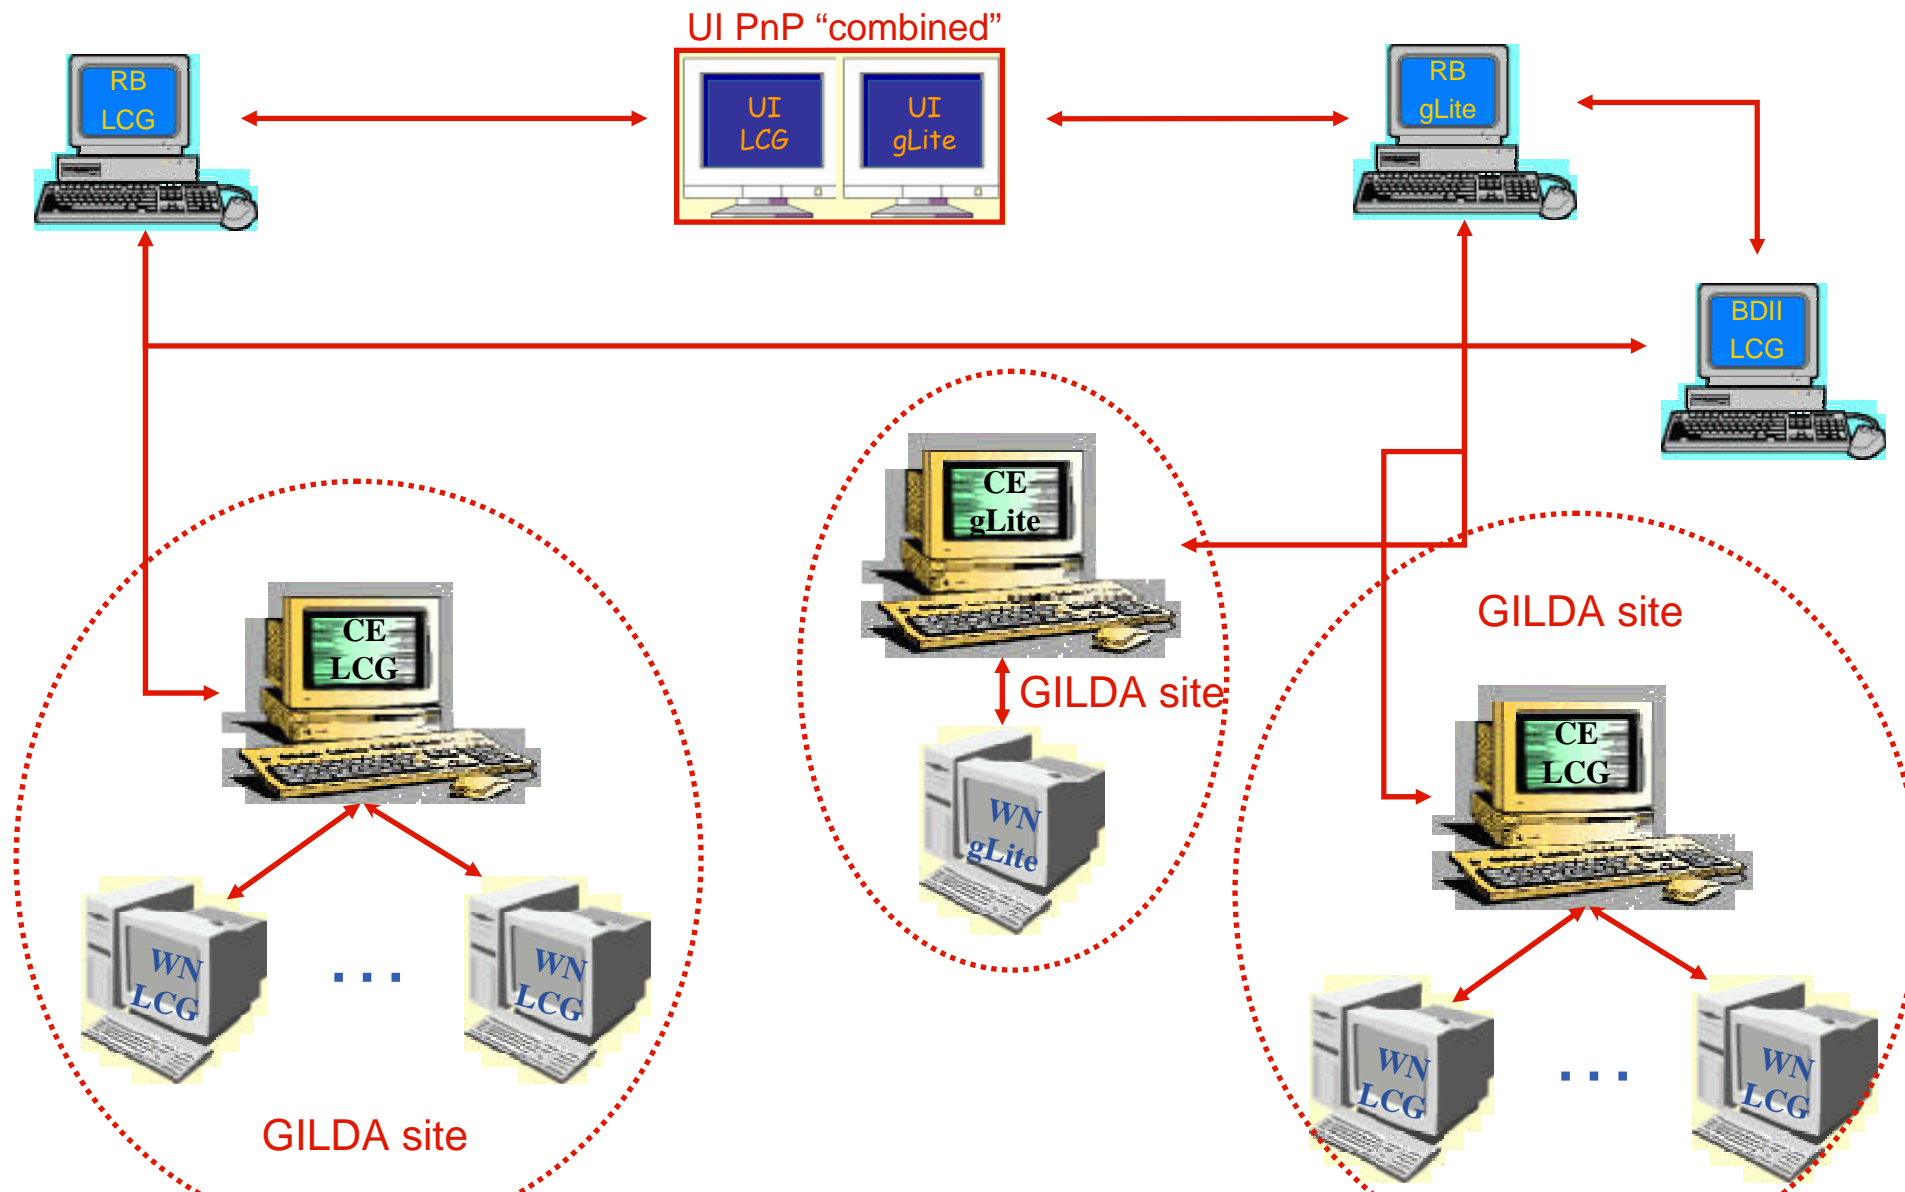 UI PnP “combined”
RB
LCG
UI
LCG
UI
gLite
RB
gLite
BDII
LCG
CE
gLite
GILDA site
CE
LCG
GILDA site
WN
gLite
CE
LCG
WN
LCG
. . .
WN
LCG
WN
LCG
. . .
WN
LCG
GILDA site